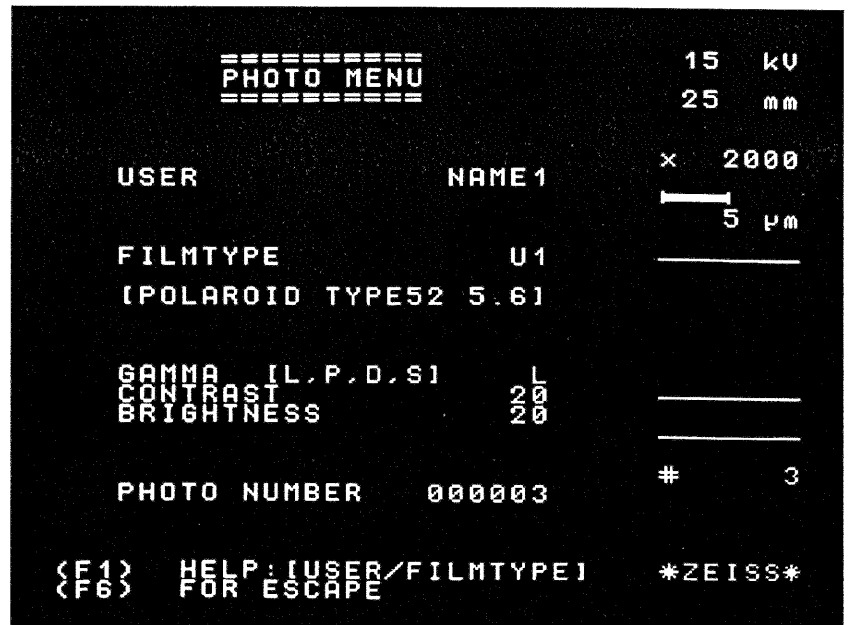 ==========
PHOTO MENU
==========
USER NAME1
FILMTYPE U1
[POLAROID TYPE52 5.6]
GAMMA [L,P,D,S] L
CONTRAST 20
BRIGHTNESS 20
PHOTO NUMBER 000003
<F1> HELP:[USER/FILMTYPE]
<F6> FOR ESCAPE
15 kV
25 mm
× 2000
5 µm
# 3
*ZEISS*